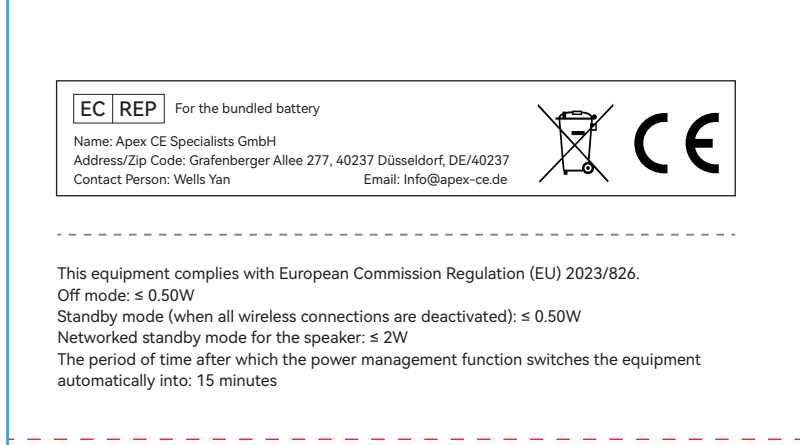 EC REP For the bundled battery
Name: Apex CE Specialists GmbH
Address/Zip Code: Grafenberger Allee 277, 40237 Düsseldorf, DE/40237
Contact Person: Wells Yan Email: Info@apex-ce.de
CE
This equipment complies with European Commission Regulation (EU) 2023/826.
Off mode: ≤ 0.50W
Standby mode (when all wireless connections are deactivated): ≤ 0.50W
Networked standby mode for the speaker: ≤ 2W
The period of time after which the power management function switches the equipment
automatically into: 15 minutes